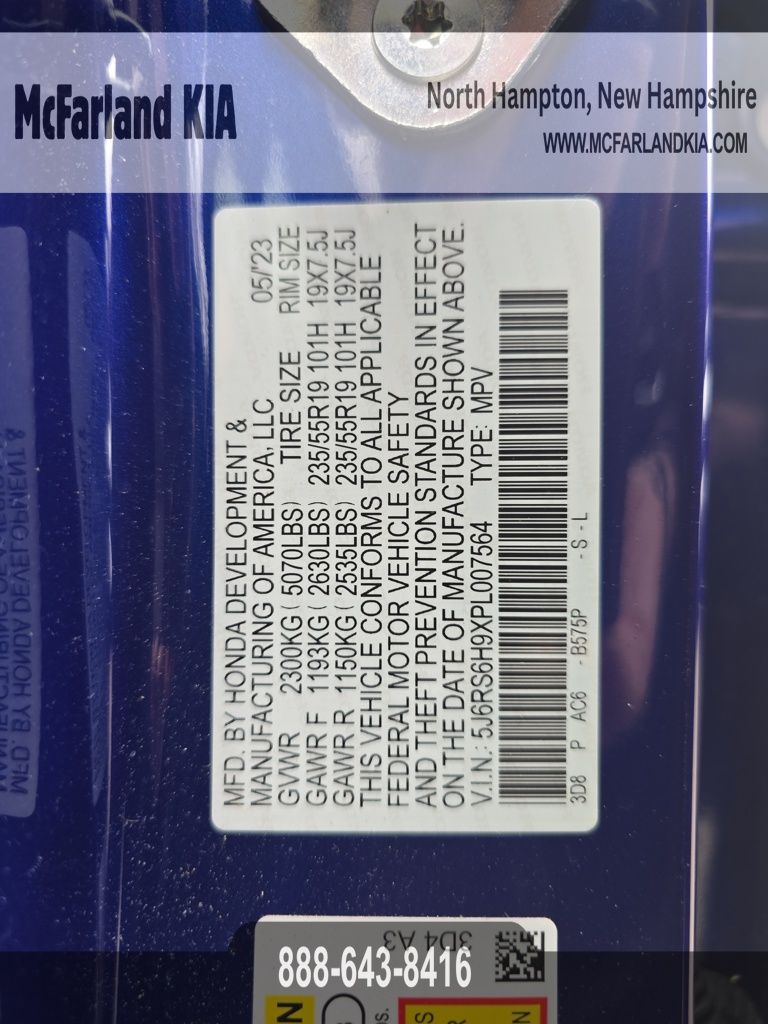 McFarland KIA
North Hampton, New Hampshire
WWW.MCFARLANDKIA.COM
MFD. BY HONDA DEVELOPMENT &
MANUFACTURING OF AMERICA, LLC 05/'23
GVWR 2300KG ( 5070LBS) TIRE SIZE RIM SIZE
GAWR F 1193KG ( 2630LBS) 235/55R19 101H 19X7.5J
GAWR R 1150KG ( 2535LBS) 235/55R19 101H 19X7.5J
THIS VEHICLE CONFORMS TO ALL APPLICABLE
FEDERAL MOTOR VEHICLE SAFETY
AND THEFT PREVENTION STANDARDS IN EFFECT
ON THE DATE OF MANUFACTURE SHOWN ABOVE.
V.I.N.: 5J6RS6H9XPL007564 TYPE: MPV
3D8 P AC6 - B575P - S - L
3D4 A3
888-643-8416